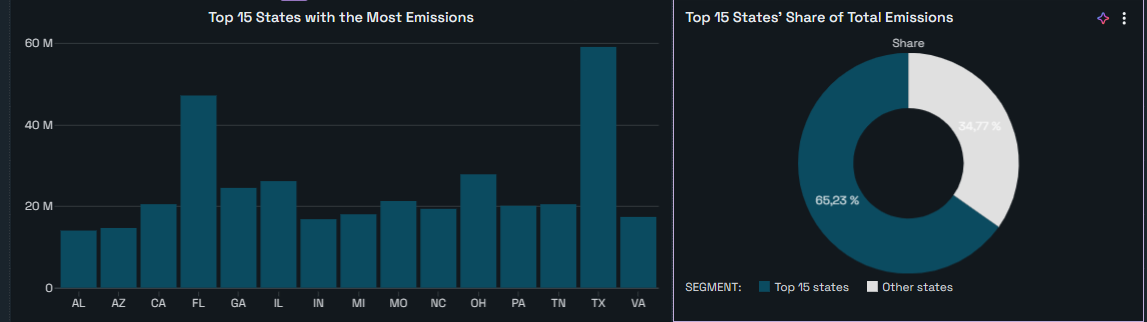 Top 15 States with the Most Emissions
60 M
40 M
40 M
20 M
0
AL AZ CA FL GA IL IN MI MO NC OH PA TN TX VA
Top 15 States' Share of Total Emissions
Share
34,77 %
65,23 %
SEGMENT: Top 15 states Other states